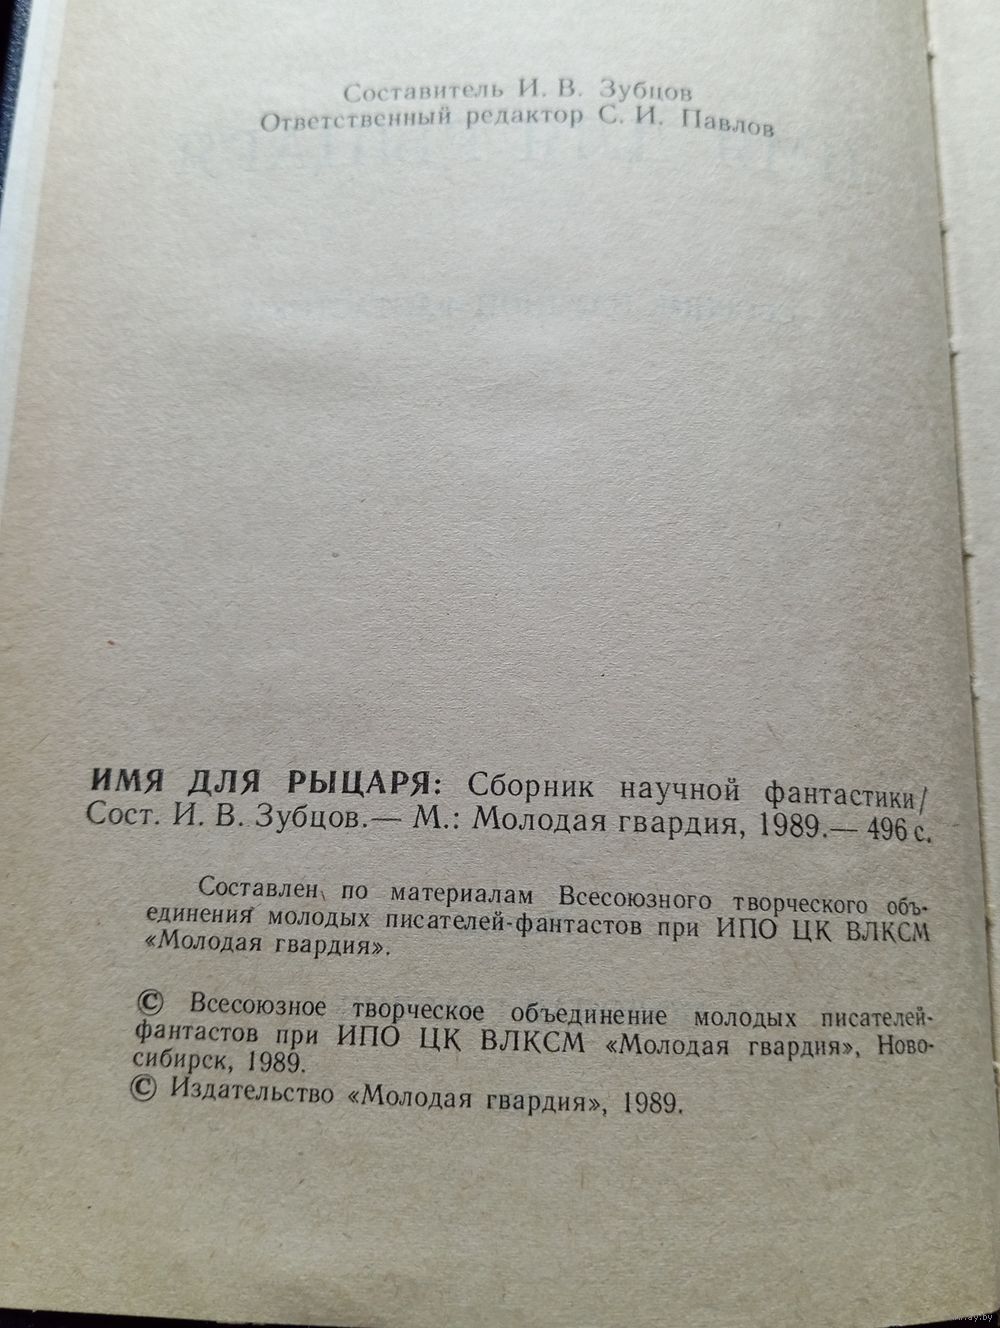 Составитель И. В. Зубцов
Ответственный редактор С. И. Павлов
ИМЯ ДЛЯ РЫЦАРЯ: Сборник научной фантастики/
Сост. И. В. Зубцов.— М.: Молодая гвардия, 1989.— 496 с.
Составлен по материалам Всесоюзного творческого объ-
единения молодых писателей-фантастов при ИПО ЦК ВЛКСМ
«Молодая гвардия».
© Всесоюзное творческое объединение молодых писателей-
фантастов при ИПО ЦК ВЛКСМ «Молодая гвардия», Ново-
сибирск, 1989.
© Издательство «Молодая гвардия», 1989.